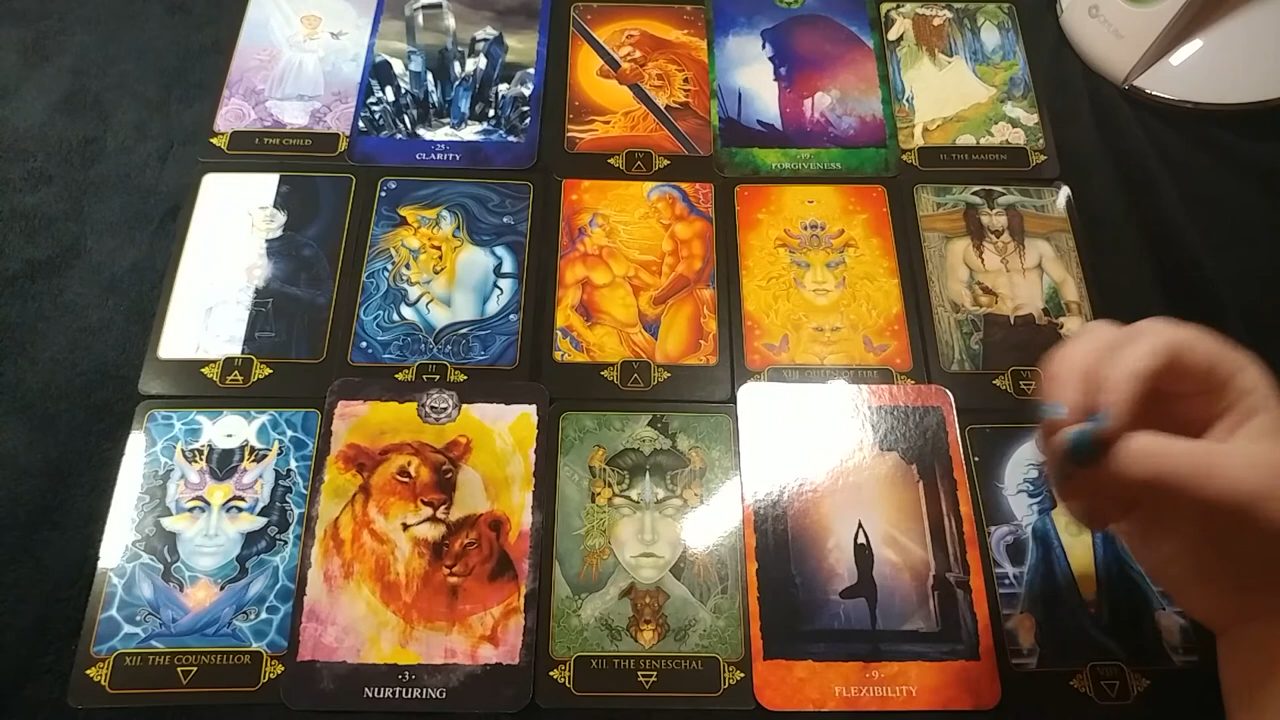 I. THE CHILD
·25·
CLARITY
IV
·19·
FORGIVENESS
II. THE MAIDEN
II
II
V
XIII. QUEEN OF FIRE
VI
XII. THE COUNSELLOR
·3·
NURTURING
XII. THE SENESCHAL
·9·
FLEXIBILITY